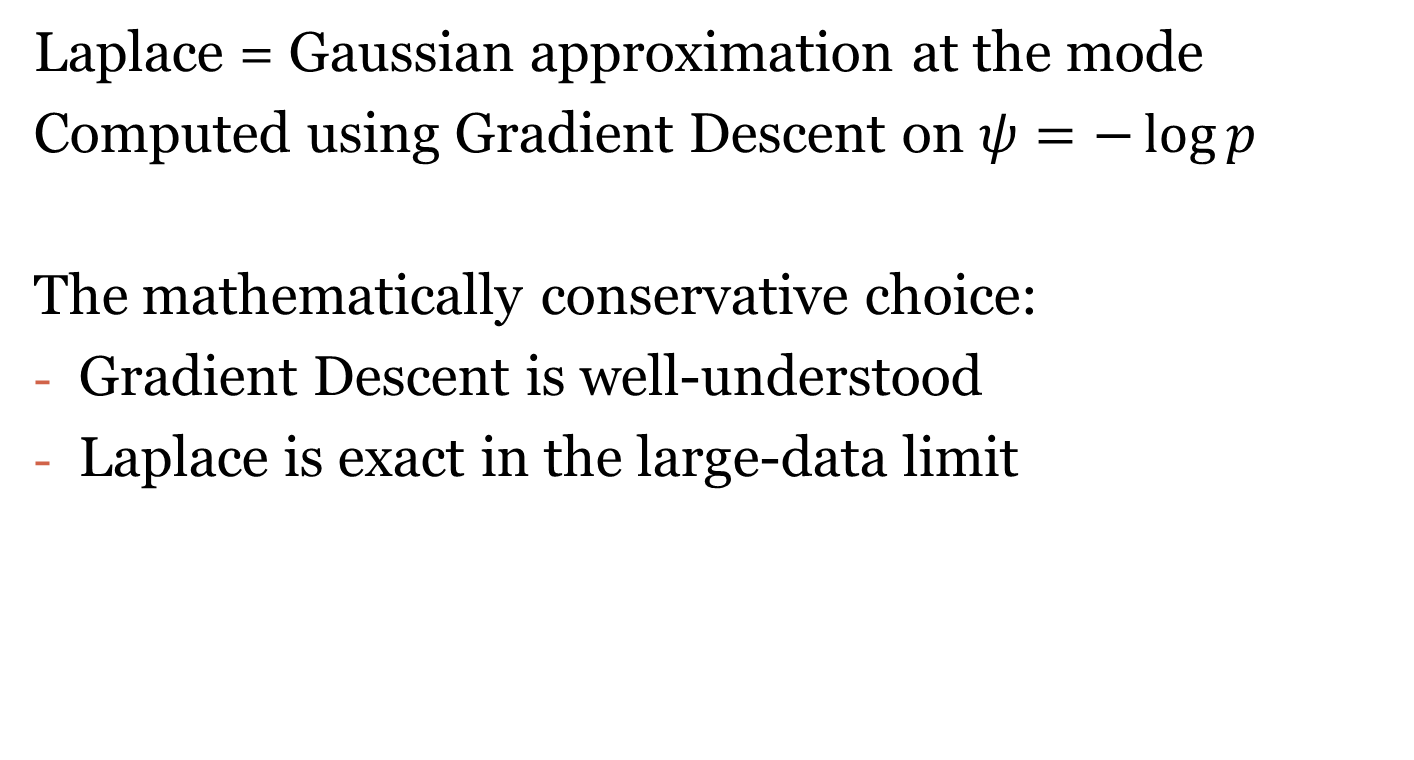 Laplace = Gaussian approximation at the mode
Computed using Gradient Descent on ψ = − log p
The mathematically conservative choice:
- Gradient Descent is well-understood
- Laplace is exact in the large-data limit